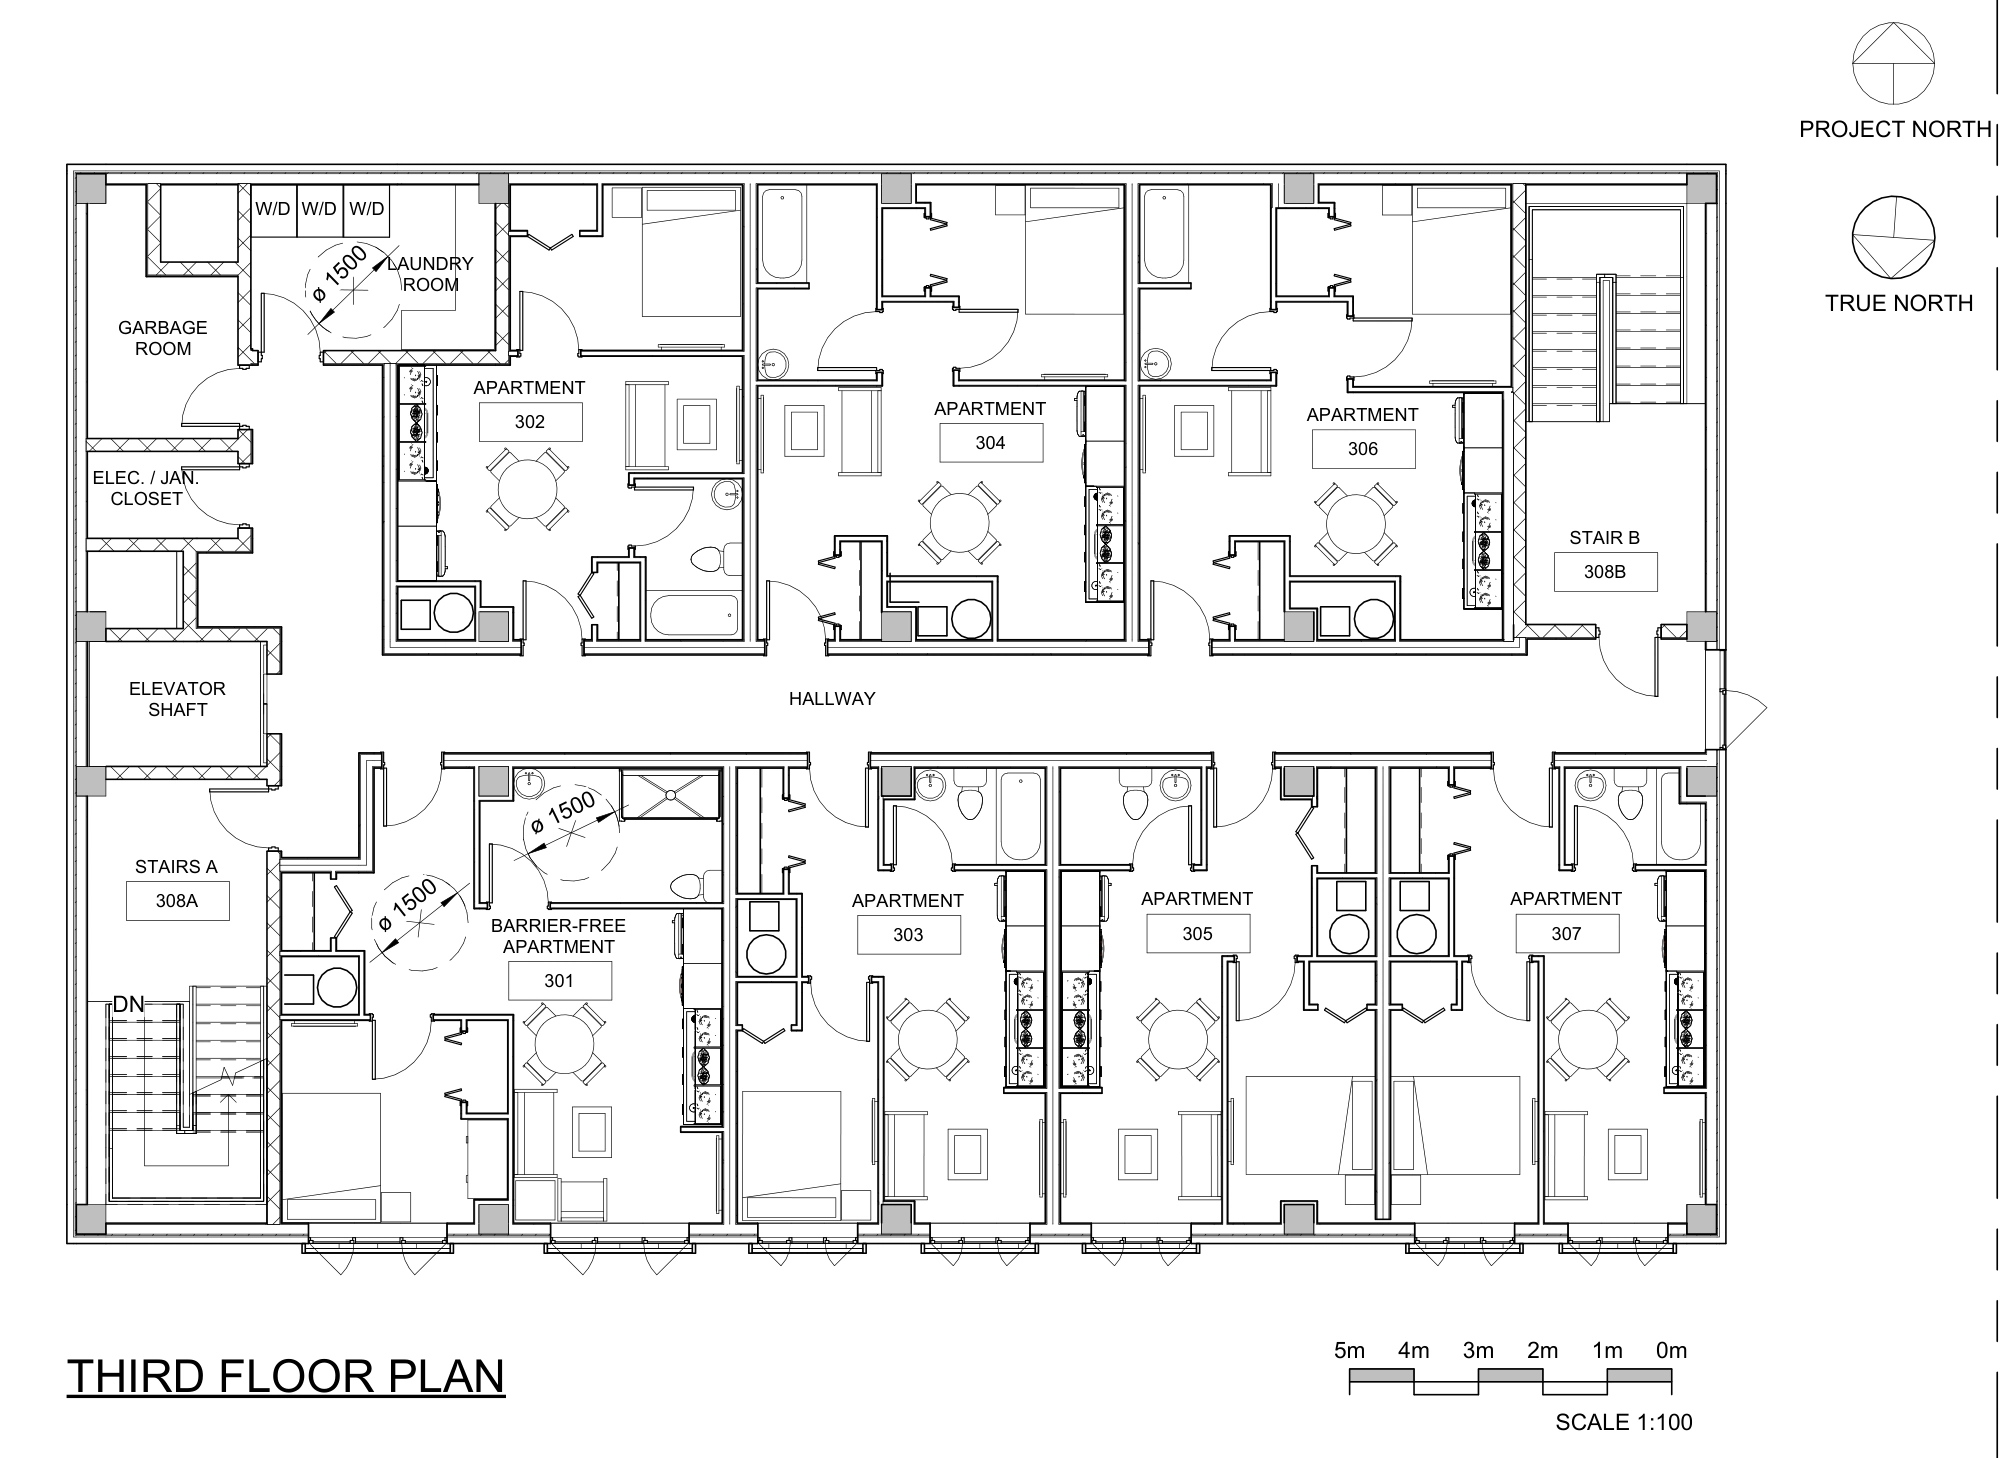 PROJECT NORTH
TRUE NORTH
W/D W/D W/D
ø 1500
LAUNDRY
ROOM
GARBAGE
ROOM
APARTMENT
302
APARTMENT
304
APARTMENT
306
ELEC. / JAN.
CLOSET
STAIR B
308B
ELEVATOR
SHAFT
HALLWAY
ø 1500
STAIRS A
308A
ø 1500
BARRIER-FREE
APARTMENT
301
APARTMENT
303
APARTMENT
305
APARTMENT
307
DN
THIRD FLOOR PLAN
5m 4m 3m 2m 1m 0m
SCALE 1:100